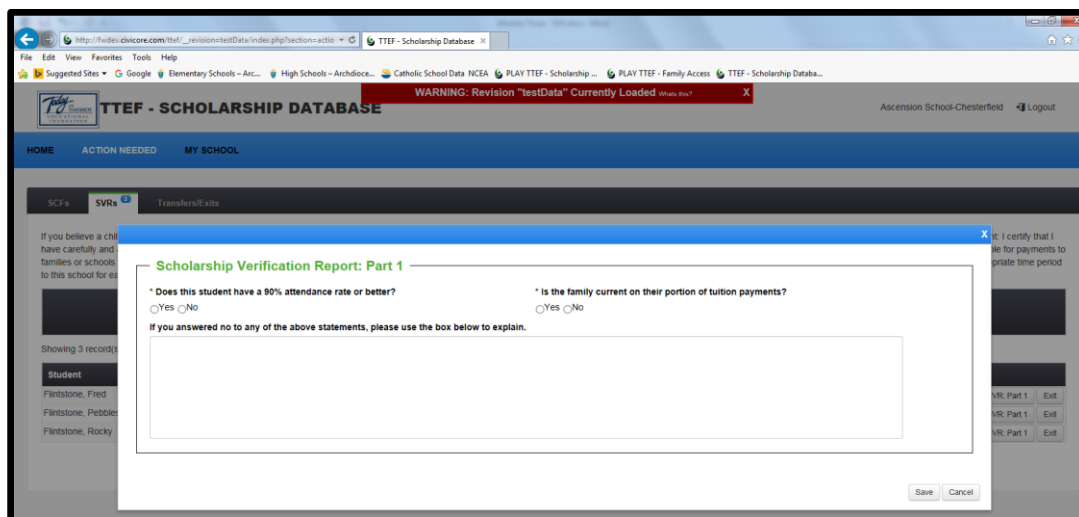 http://fwdev.civicore.com/ttef/_revision=testData/index.php?section=actio
TTEF - Scholarship Database
File Edit View Favorites Tools Help
Suggested Sites Google Elementary Schools – Arc... High Schools – Archdioce... Catholic School Data NCEA PLAY TTEF - Scholarship ... PLAY TTEF - Family Access TTEF - Scholarship Databa...
WARNING: Revision "testData" Currently Loaded Whats this? X
Today
EDUCATIONAL
FOUNDATION
TTEF - SCHOLARSHIP DATABASE
Ascension School-Chesterfield Logout
HOME ACTION NEEDED MY SCHOOL
SCFs SVRs 3 Transfers/Exits
If you believe a chil
t: I certify that I
have carefully and
ble for payments to
families or schools
priate time period
to this school for ea
X
Scholarship Verification Report: Part 1
* Does this student have a 90% attendance rate or better? * Is the family current on their portion of tuition payments?
Yes No Yes No
If you answered no to any of the above statements, please use the box below to explain.
Showing 3 record(s
Student
Flintstone, Fred VR: Part 1 Exit
Flintstone, Pebbles VR: Part 1 Exit
Flintstone, Rocky VR: Part 1 Exit
Save Cancel